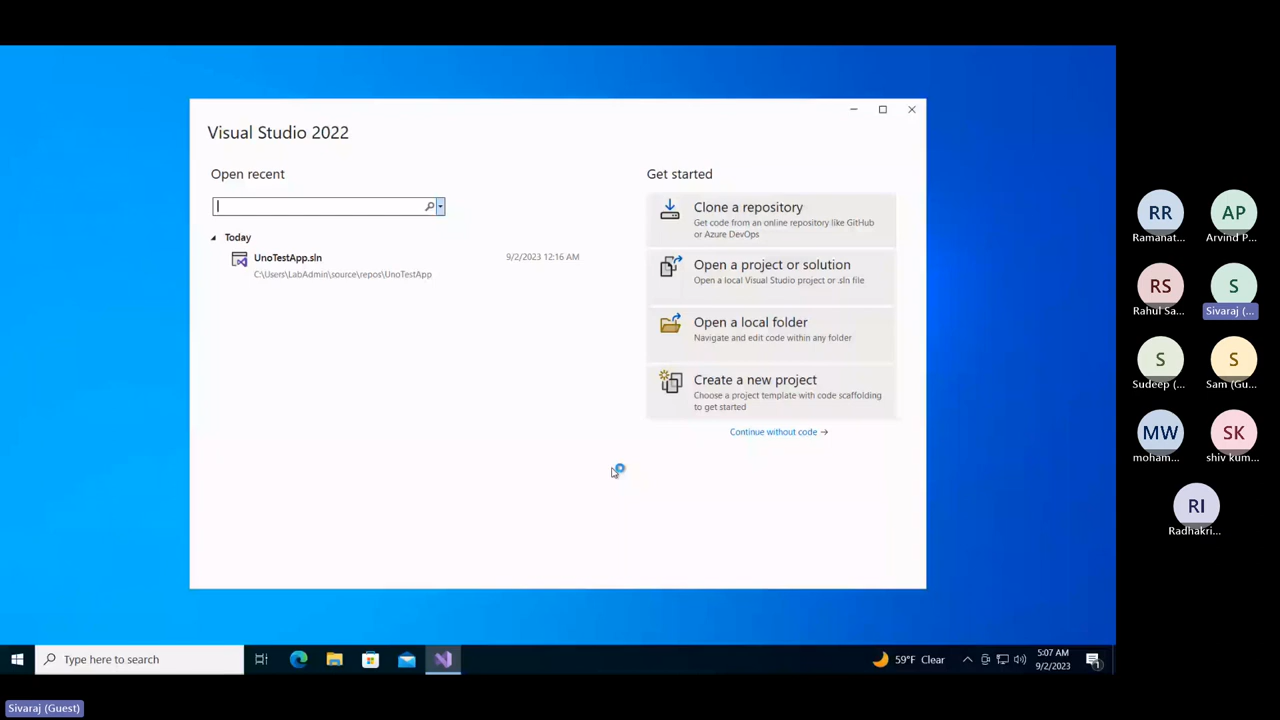 Visual Studio 2022
Open recent
Today
UnoTestApp.sln
9/2/2023 12:16 AM
C:\Users\LabAdmin\source\repos\UnoTestApp
Get started
Clone a repository
Get code from an online repository like GitHub
or Azure DevOps
Open a project or solution
Open a local Visual Studio project or .sln file
Open a local folder
Navigate and edit code within any folder
Create a new project
Choose a project template with code scaffolding
to get started
Continue without code →
RR
Ramanat...
AP
Arvind P...
RS
Rahul Sa...
S
Sivaraj (...
S
Sudeep (...
S
Sam (Gu...
MW
moham...
SK
shiv kum...
RI
Radhakri...
Type here to search
59°F Clear
5:07 AM
9/2/2023
1
Sivaraj (Guest)